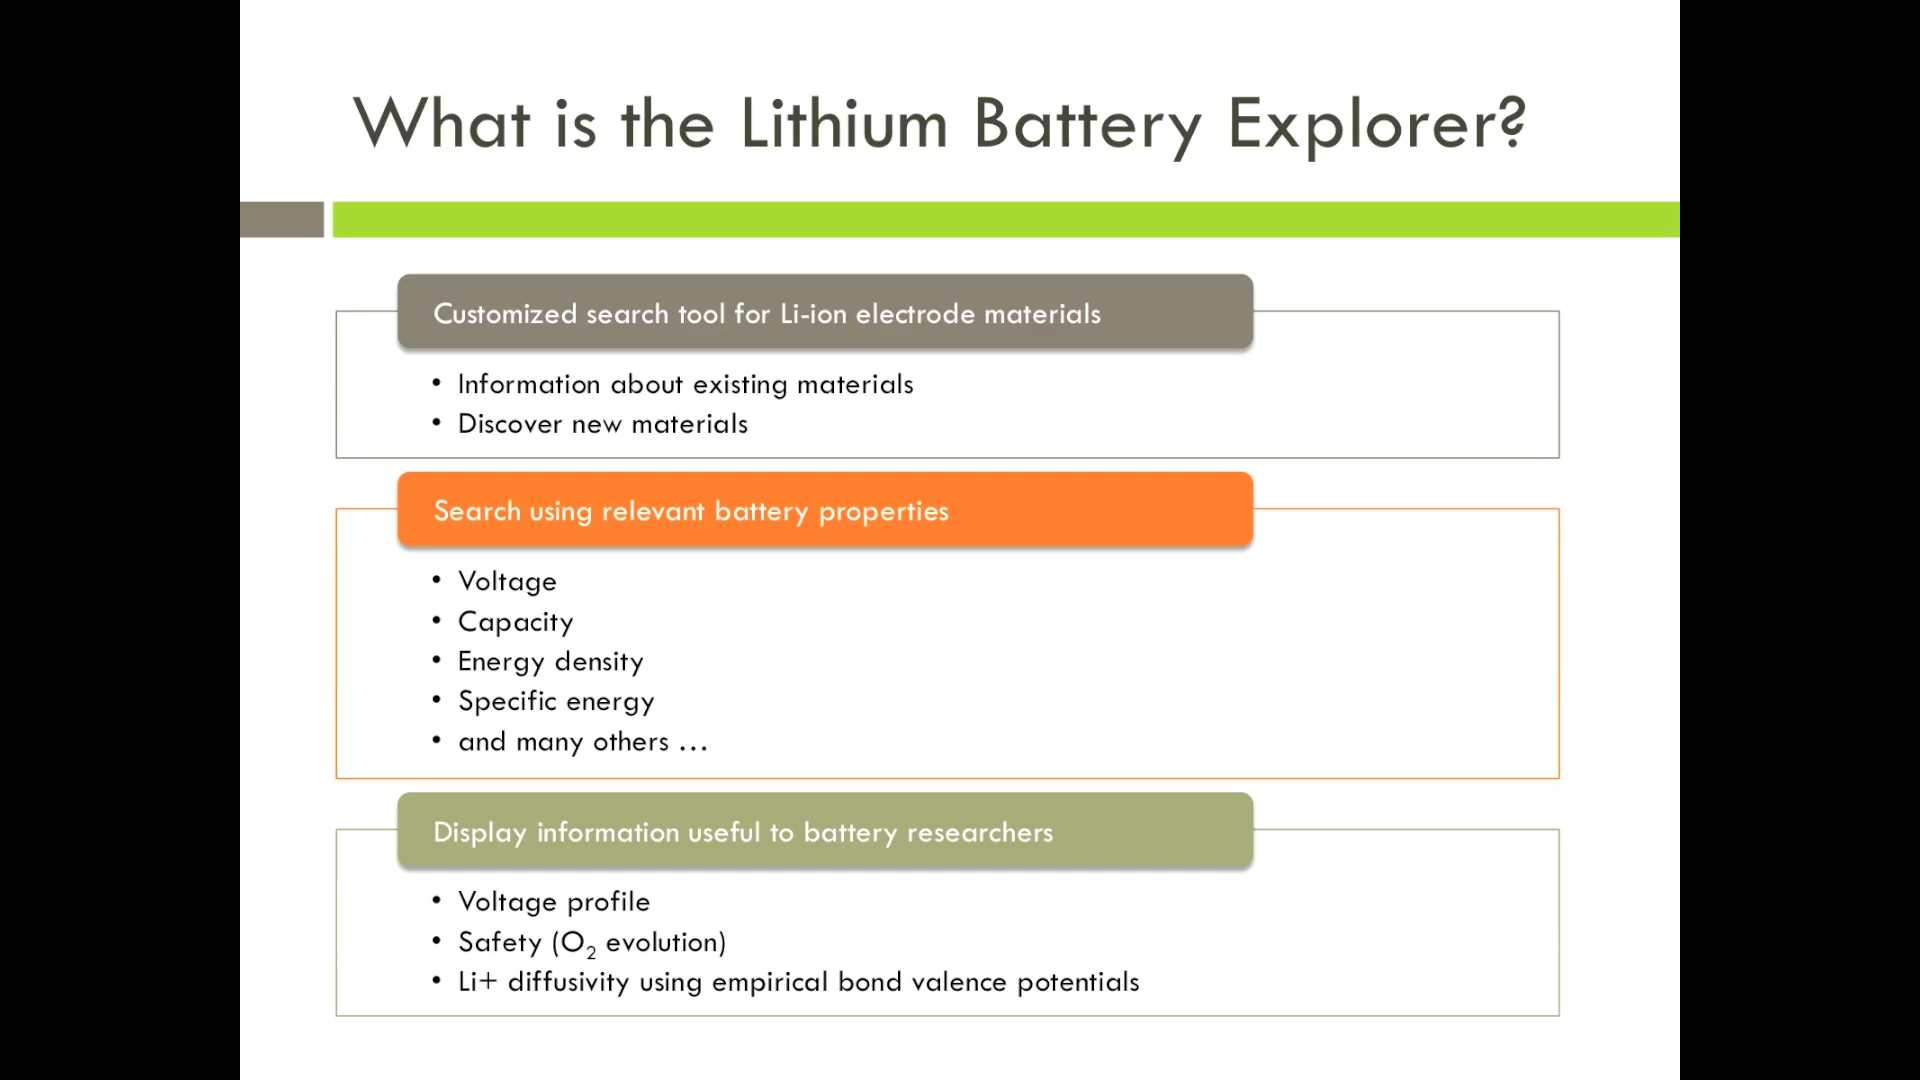 What is the Lithium Battery Explorer?
Customized search tool for Li-ion electrode materials
• Information about existing materials
• Discover new materials
Search using relevant battery properties
• Voltage
• Capacity
• Energy density
• Specific energy
• and many others …
Display information useful to battery researchers
• Voltage profile
• Safety (O₂ evolution)
• Li+ diffusivity using empirical bond valence potentials